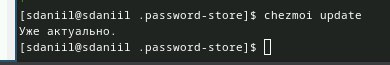 [sdaniil@sdaniil .password-store]$ chezmoi update
Уже актуально.
[sdaniil@sdaniil .password-store]$